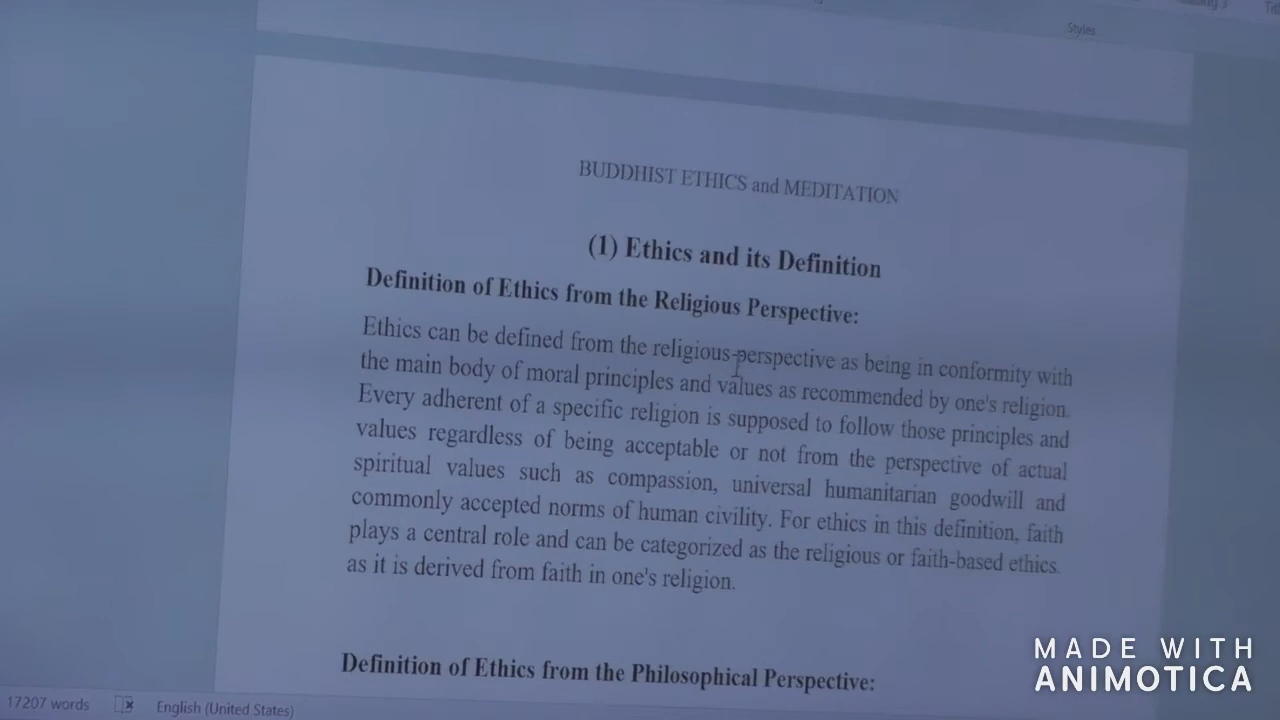 Styles
BUDDHIST ETHICS and MEDITATION
(1) Ethics and its Definition
Definition of Ethics from the Religious Perspective:
Ethics can be defined from the religious perspective as being in conformity with
the main body of moral principles and values as recommended by one's religion.
Every adherent of a specific religion is supposed to follow those principles and
values regardless of being acceptable or not from the perspective of actual
spiritual values such as compassion, universal humanitarian goodwill and
commonly accepted norms of human civility. For ethics in this definition, faith
plays a central role and can be categorized as the religious or faith-based ethics.
as it is derived from faith in one's religion.
Definition of Ethics from the Philosophical Perspective:
17207 words
English (United States)
MADE WITH
ANIMOTICA